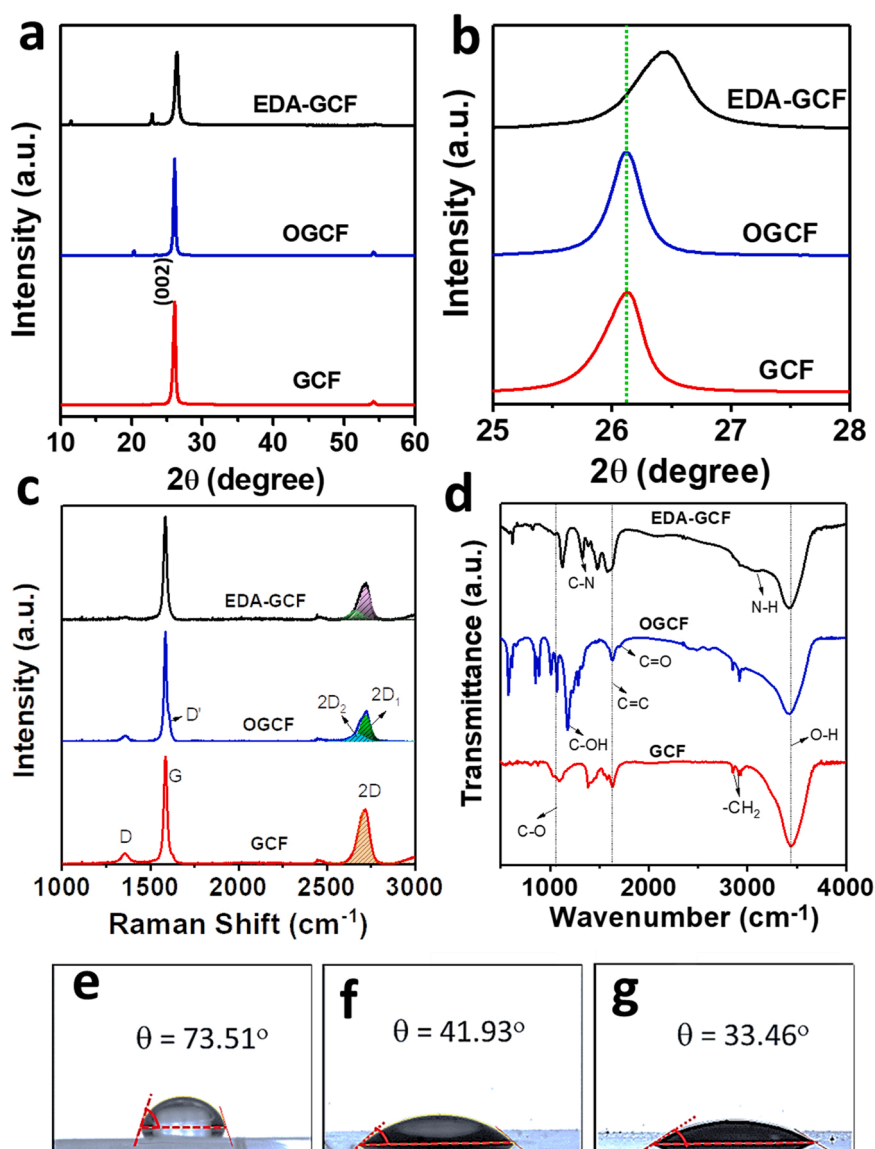 a
EDA-GCF
OGCF
(002)
GCF
Intensity (a.u.)
10 20 30 40 50 60
2θ (degree)
b
EDA-GCF
OGCF
GCF
Intensity (a.u.)
25 26 27 28
2θ (degree)
c
EDA-GCF
D'
2D₂ 2D₁
OGCF
G
2D
D
GCF
Intensity (a.u.)
1000 1500 2000 2500 3000
Raman Shift (cm⁻¹)
d
EDA-GCF
C-N
N-H
OGCF
C=O
C=C
C-OH
O-H
GCF
-CH₂
C-O
Transmittance (a.u.)
1000 2000 3000 4000
Wavenumber (cm⁻¹)
e
θ = 73.51°
f
θ = 41.93°
g
θ = 33.46°